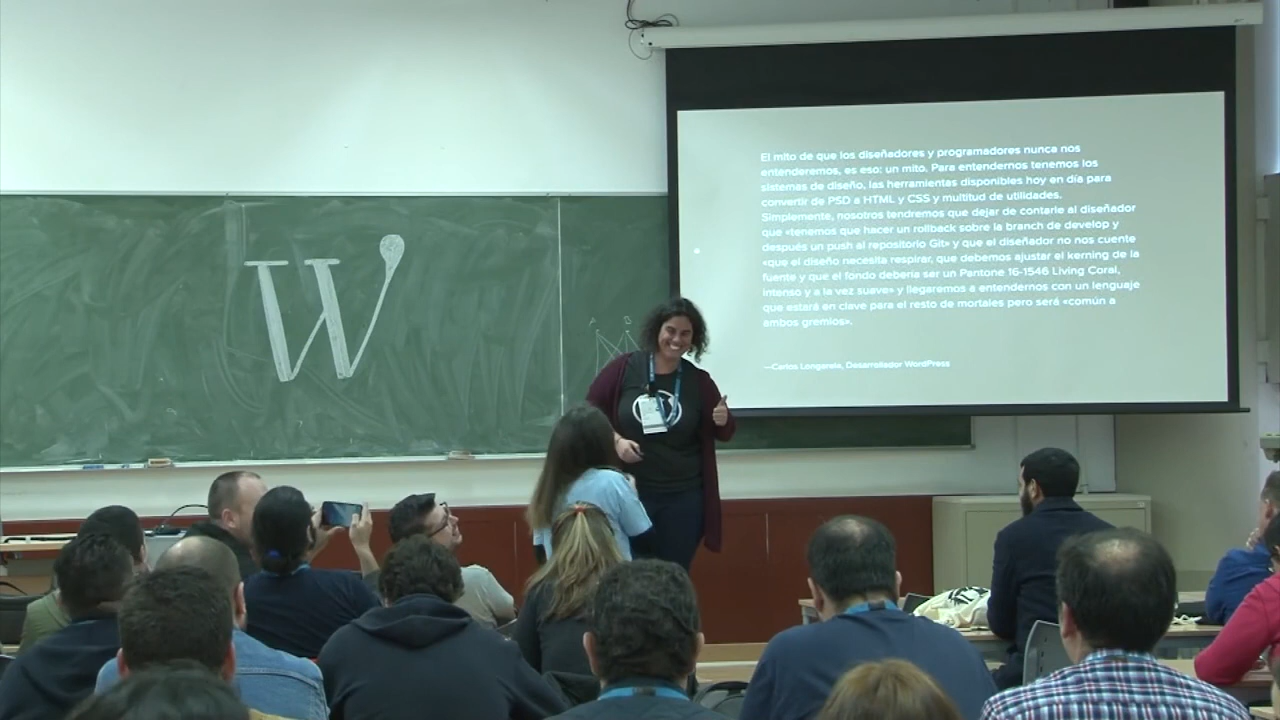 El mito de que los diseñadores y programadores nunca nos
entenderemos, es eso: un mito. Para entendernos tenemos los
sistemas de diseño, las herramientas disponibles hoy en día para
convertir de PSD a HTML y CSS y multitud de utilidades.
Simplemente, nosotros tendremos que dejar de contarle al diseñador
que «tenemos que hacer un rollback sobre la branch de develop y
después un push al repositorio Git» y que el diseñador no nos cuente
«que el diseño necesita respirar, que debemos ajustar el kerning de la
fuente y que el fondo debería ser un Pantone 16-1546 Living Coral,
intenso y a la vez suave» y llegaremos a entendernos con un lenguaje
que estará en clave para el resto de mortales pero será «común a
ambos gremios».
—Carlos Longarela, Desarrollador WordPress
W
A B